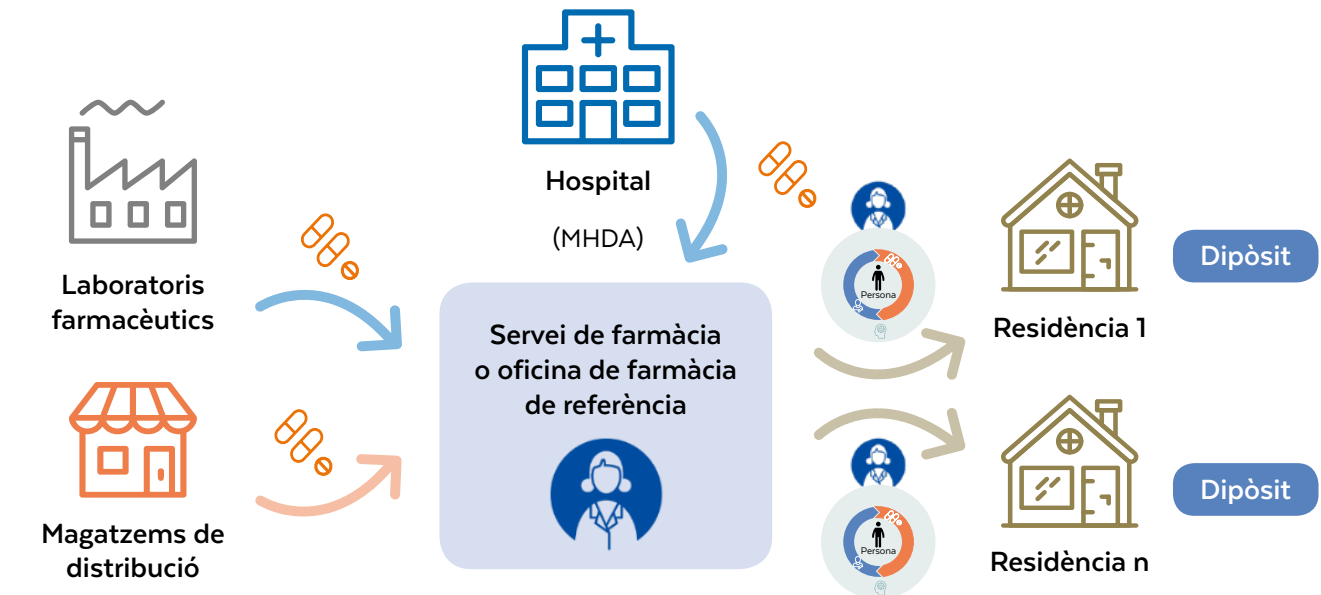 Hospital
(MHDA)
Laboratoris
farmacèutics
Magatzems de
distribució
Servei de farmàcia
o oficina de farmàcia
de referència
Persona
Residència 1
Dipòsit
Persona
Residència n
Dipòsit